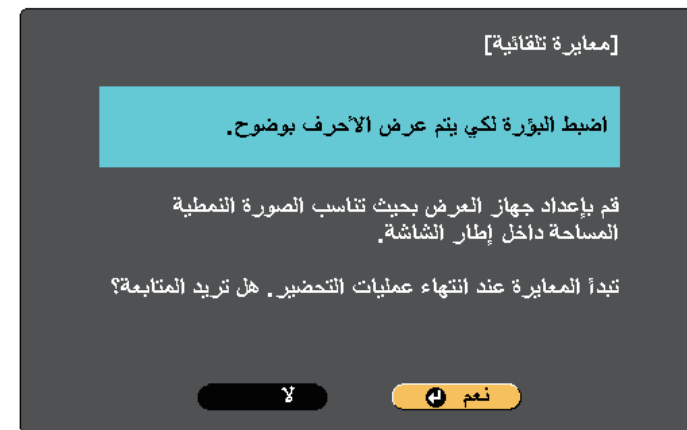 [معايرة تلقائية]
اضبط البؤرة لكي يتم عرض الأحرف بوضوح.
قم بإعداد جهاز العرض بحيث تناسب الصورة النمطية
المساحة داخل إطار الشاشة.
تبدأ المعايرة عند انتهاء عمليات التحضير. هل تريد المتابعة؟
نعم
لا